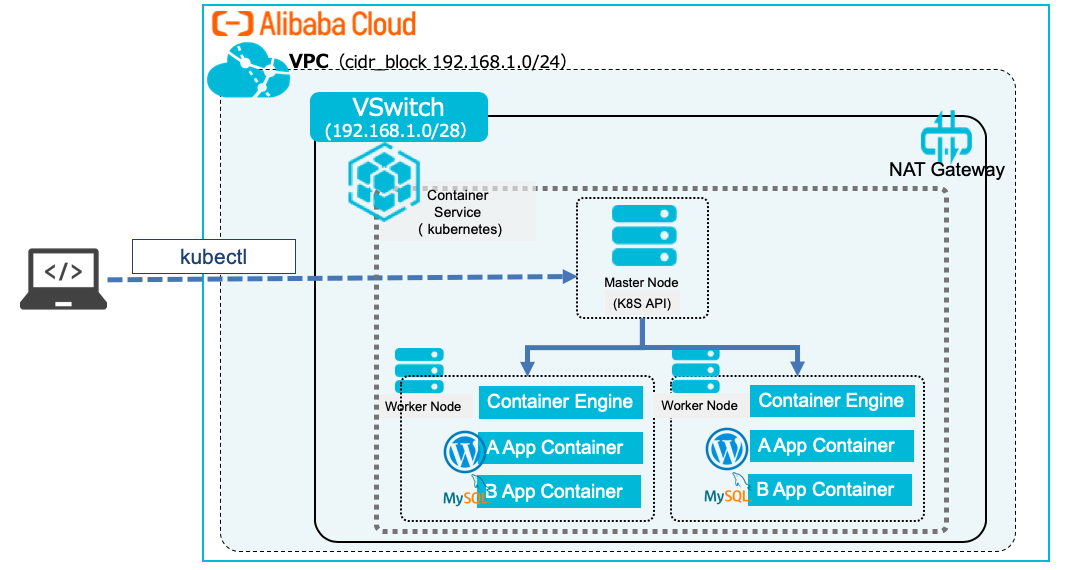 Alibaba Cloud
VPC（cidr_block 192.168.1.0/24）
VSwitch
(192.168.1.0/28）
NAT Gateway
Container
Service
( kubernetes)
kubectl
</>
Master Node
(K8S API)
Worker Node
Container Engine
A App Container
MySQL
B App Container
Worker Node
Container Engine
A App Container
MySQL
B App Container